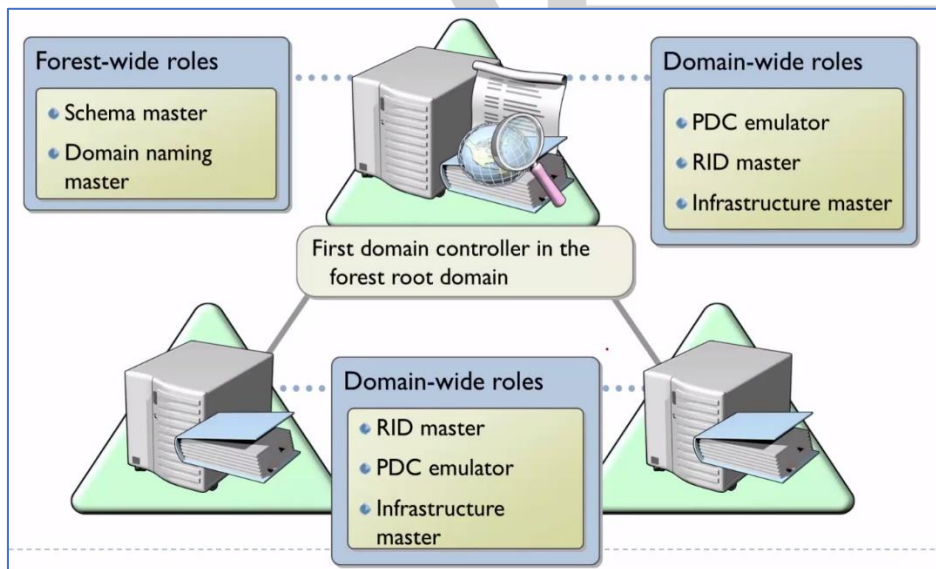 Forest-wide roles
Schema master
Domain naming
master
Domain-wide roles
PDC emulator
RID master
Infrastructure master
First domain controller in the
forest root domain
Domain-wide roles
RID master
PDC emulator
Infrastructure
master